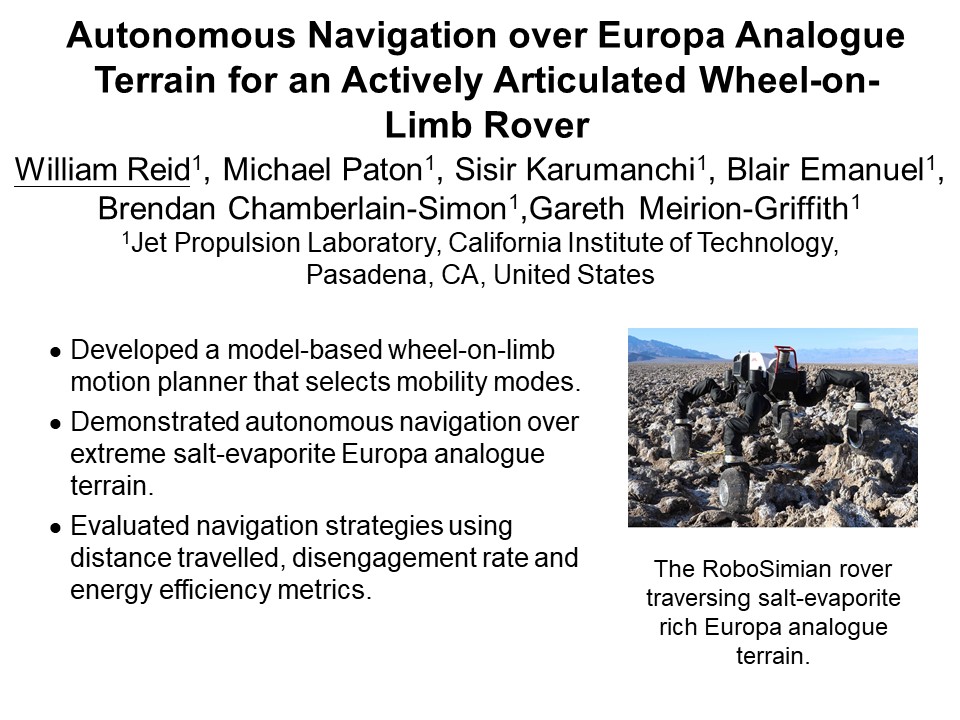 Autonomous Navigation over Europa Analogue
Terrain for an Actively Articulated Wheel-on-
Limb Rover
William Reid¹, Michael Paton¹, Sisir Karumanchi¹, Blair Emanuel¹,
Brendan Chamberlain-Simon¹,Gareth Meirion-Griffith¹
¹Jet Propulsion Laboratory, California Institute of Technology,
Pasadena, CA, United States
● Developed a model-based wheel-on-limb
motion planner that selects mobility modes.
● Demonstrated autonomous navigation over
extreme salt-evaporite Europa analogue
terrain.
● Evaluated navigation strategies using
distance travelled, disengagement rate and
energy efficiency metrics.
The RoboSimian rover
traversing salt-evaporite
rich Europa analogue
terrain.